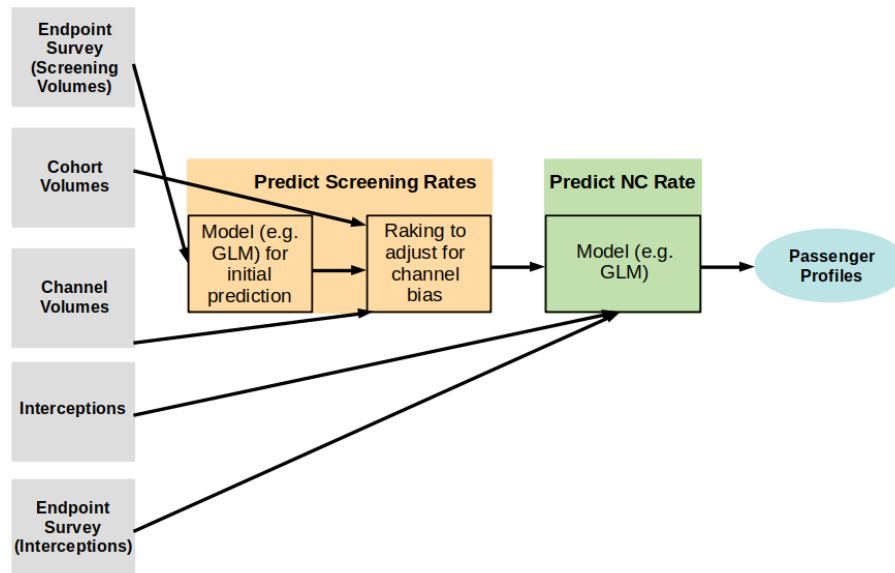 Endpoint
Survey
(Screening
Volumes)
Cohort
Volumes
Channel
Volumes
Interceptions
Endpoint
Survey
(Interceptions)
Predict Screening Rates
Model (e.g.
GLM) for
initial
prediction
Raking to
adjust for
channel
bias
Predict NC Rate
Model (e.g.
GLM)
Passenger
Profiles